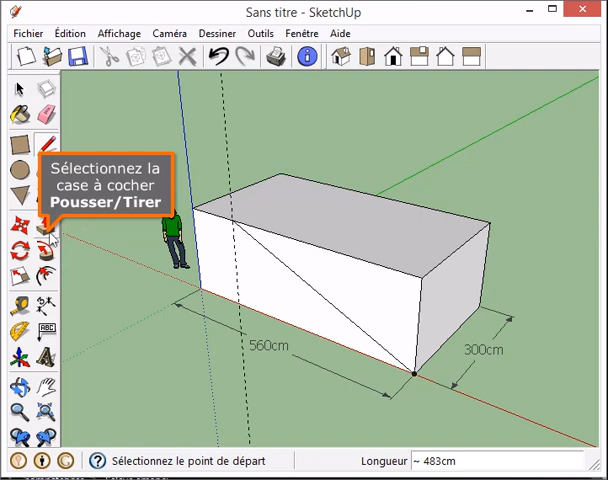 Sans titre - SketchUp
Fichier Édition Affichage Caméra Dessiner Outils Fenêtre Aide
Sélectionnez la
case à cocher
Pousser/Tirer
ABC
560cm
300cm
Sélectionnez le point de départ
Longueur ~ 483cm